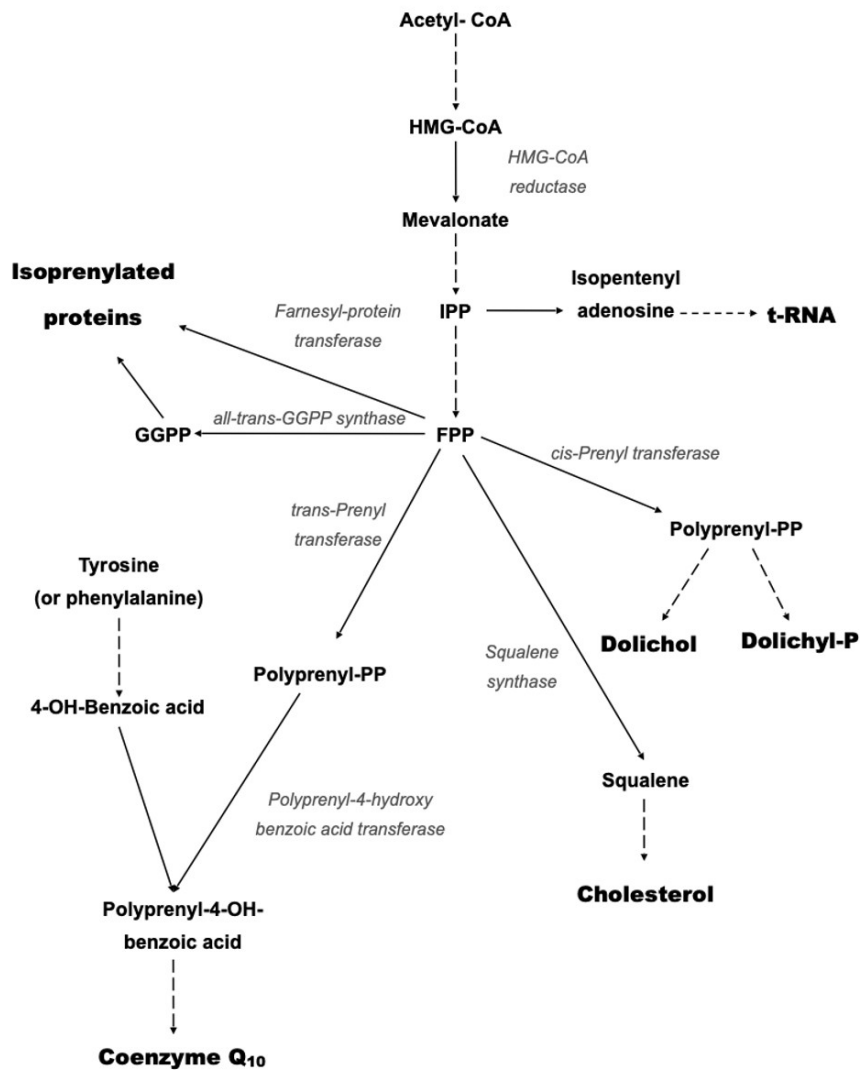 Acetyl- CoA
HMG-CoA
HMG-CoA
reductase
Mevalonate
Isoprenylated
proteins
Farnesyl-protein
transferase
IPP
Isopentenyl
adenosine
t-RNA
GGPP
all-trans-GGPP synthase
FPP
cis-Prenyl transferase
trans-Prenyl
transferase
Polyprenyl-PP
Tyrosine
(or phenylalanine)
Dolichol
Dolichyl-P
Polyprenyl-PP
Squalene
synthase
4-OH-Benzoic acid
Squalene
Polyprenyl-4-hydroxy
benzoic acid transferase
Cholesterol
Polyprenyl-4-OH-
benzoic acid
Coenzyme Q₁₀